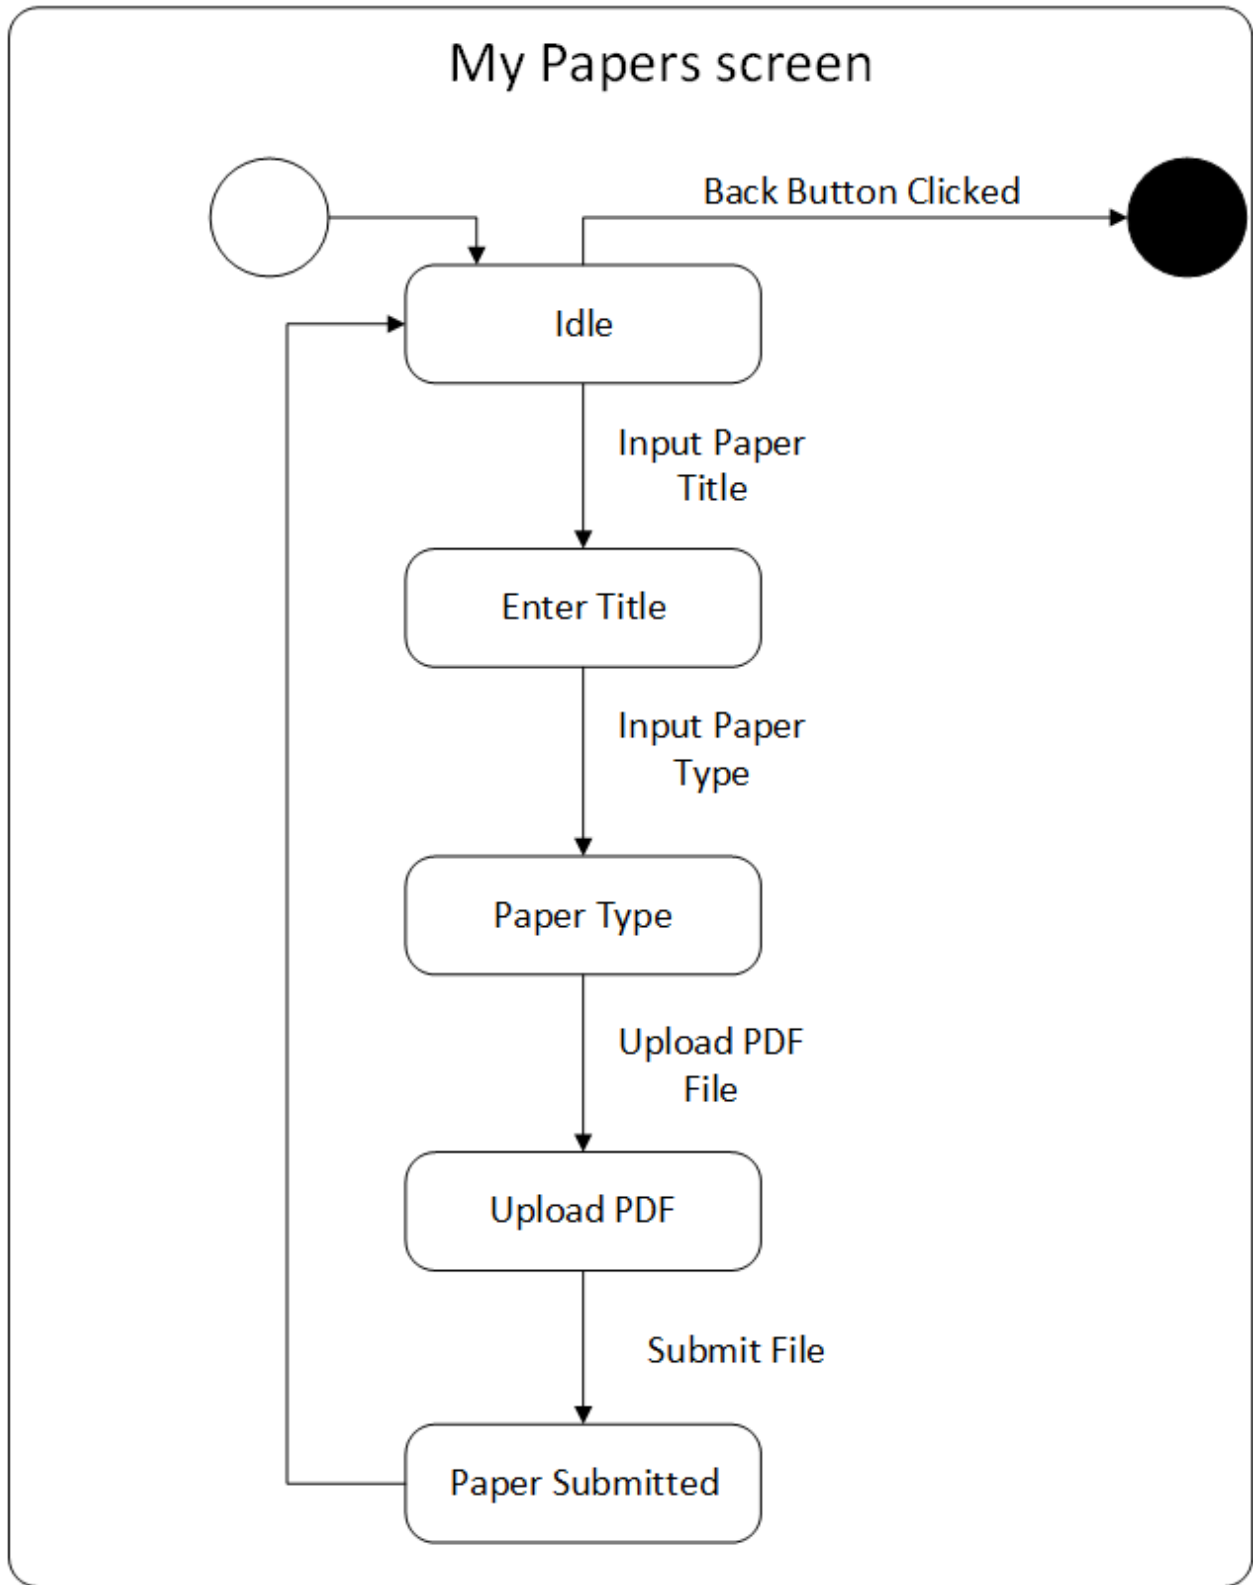 My Papers screen
Back Button Clicked
Idle
Input Paper
Title
Enter Title
Input Paper
Type
Paper Type
Upload PDF
File
Upload PDF
Submit File
Paper Submitted